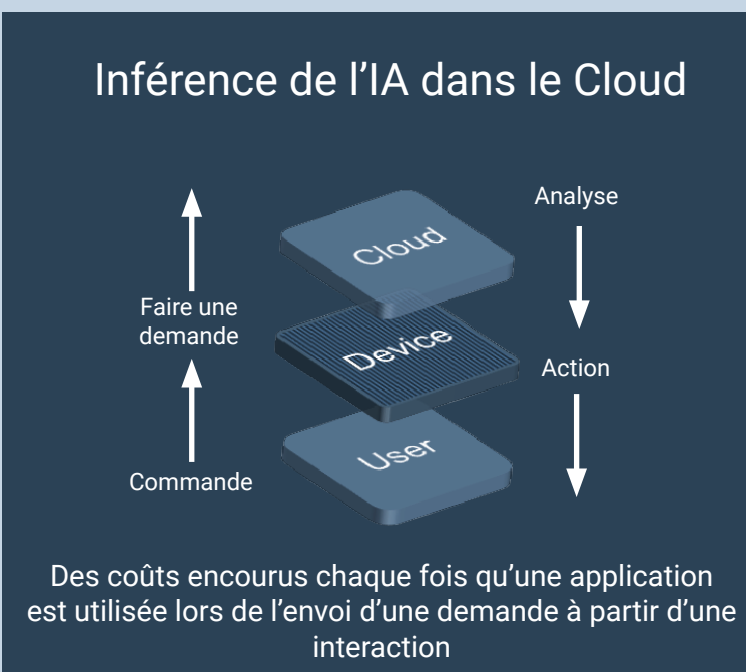 Inférence de l’IA dans le Cloud
Analyse
Cloud
Faire une
demande
Device
Action
User
Commande
Des coûts encourus chaque fois qu’une application
est utilisée lors de l’envoi d’une demande à partir d’une
interaction